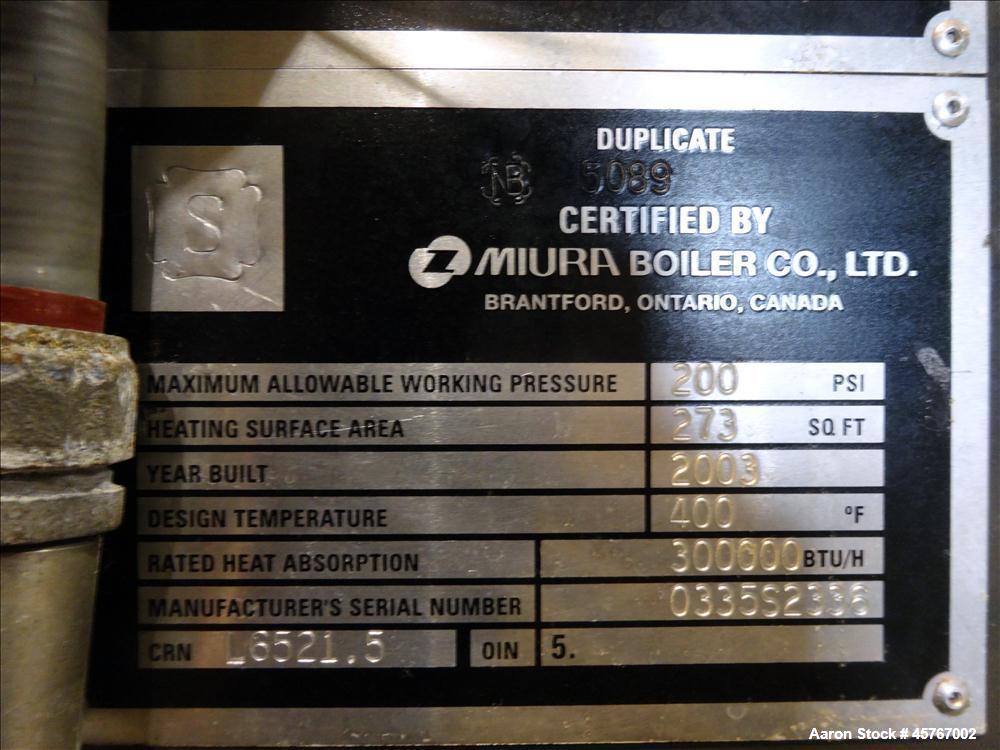 DUPLICATE
NB 5089
S
CERTIFIED BY
MIURA BOILER CO., LTD.
BRANTFORD, ONTARIO, CANADA
MAXIMUM ALLOWABLE WORKING PRESSURE 200 PSI
HEATING SURFACE AREA 273 SQ FT
YEAR BUILT 2003
DESIGN TEMPERATURE 400 °F
RATED HEAT ABSORPTION 300600 BTU/H
MANUFACTURER'S SERIAL NUMBER 0335S2336
CRN L6521.5 OIN 5.
Aaron Stock # 45767002